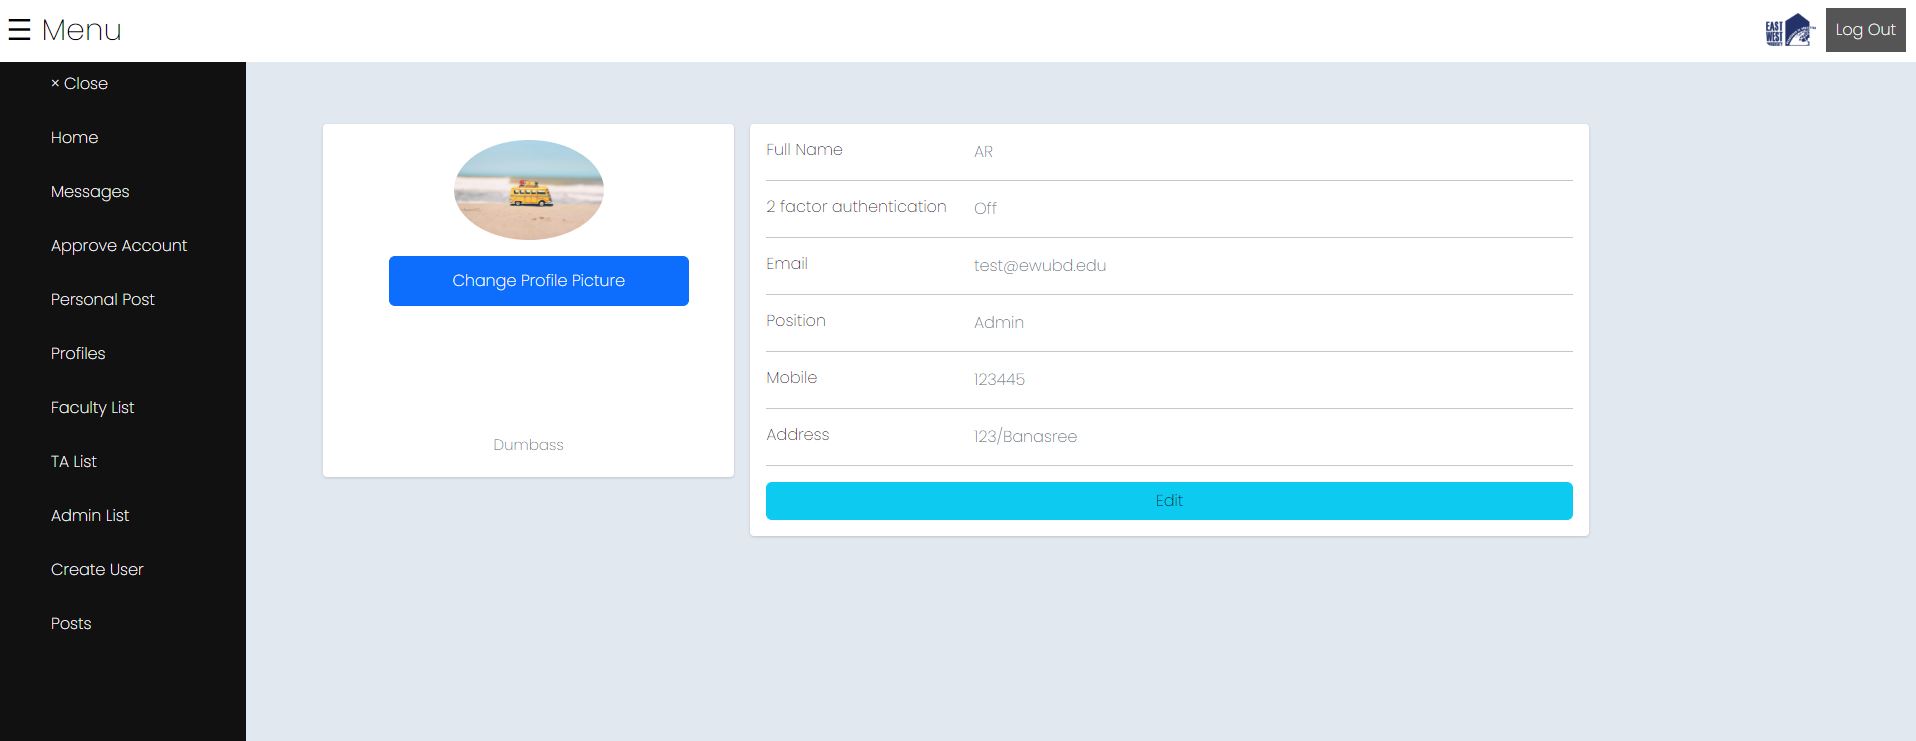 ☰ Menu
EAST
WEST
UNIVERSITY
Log Out
× Close
Home
Messages
Approve Account
Personal Post
Profiles
Faculty List
TA List
Admin List
Create User
Posts
Change Profile Picture
Dumbass
Full Name AR
2 factor authentication Off
Email test@ewubd.edu
Position Admin
Mobile 123445
Address 123/Banasree
Edit